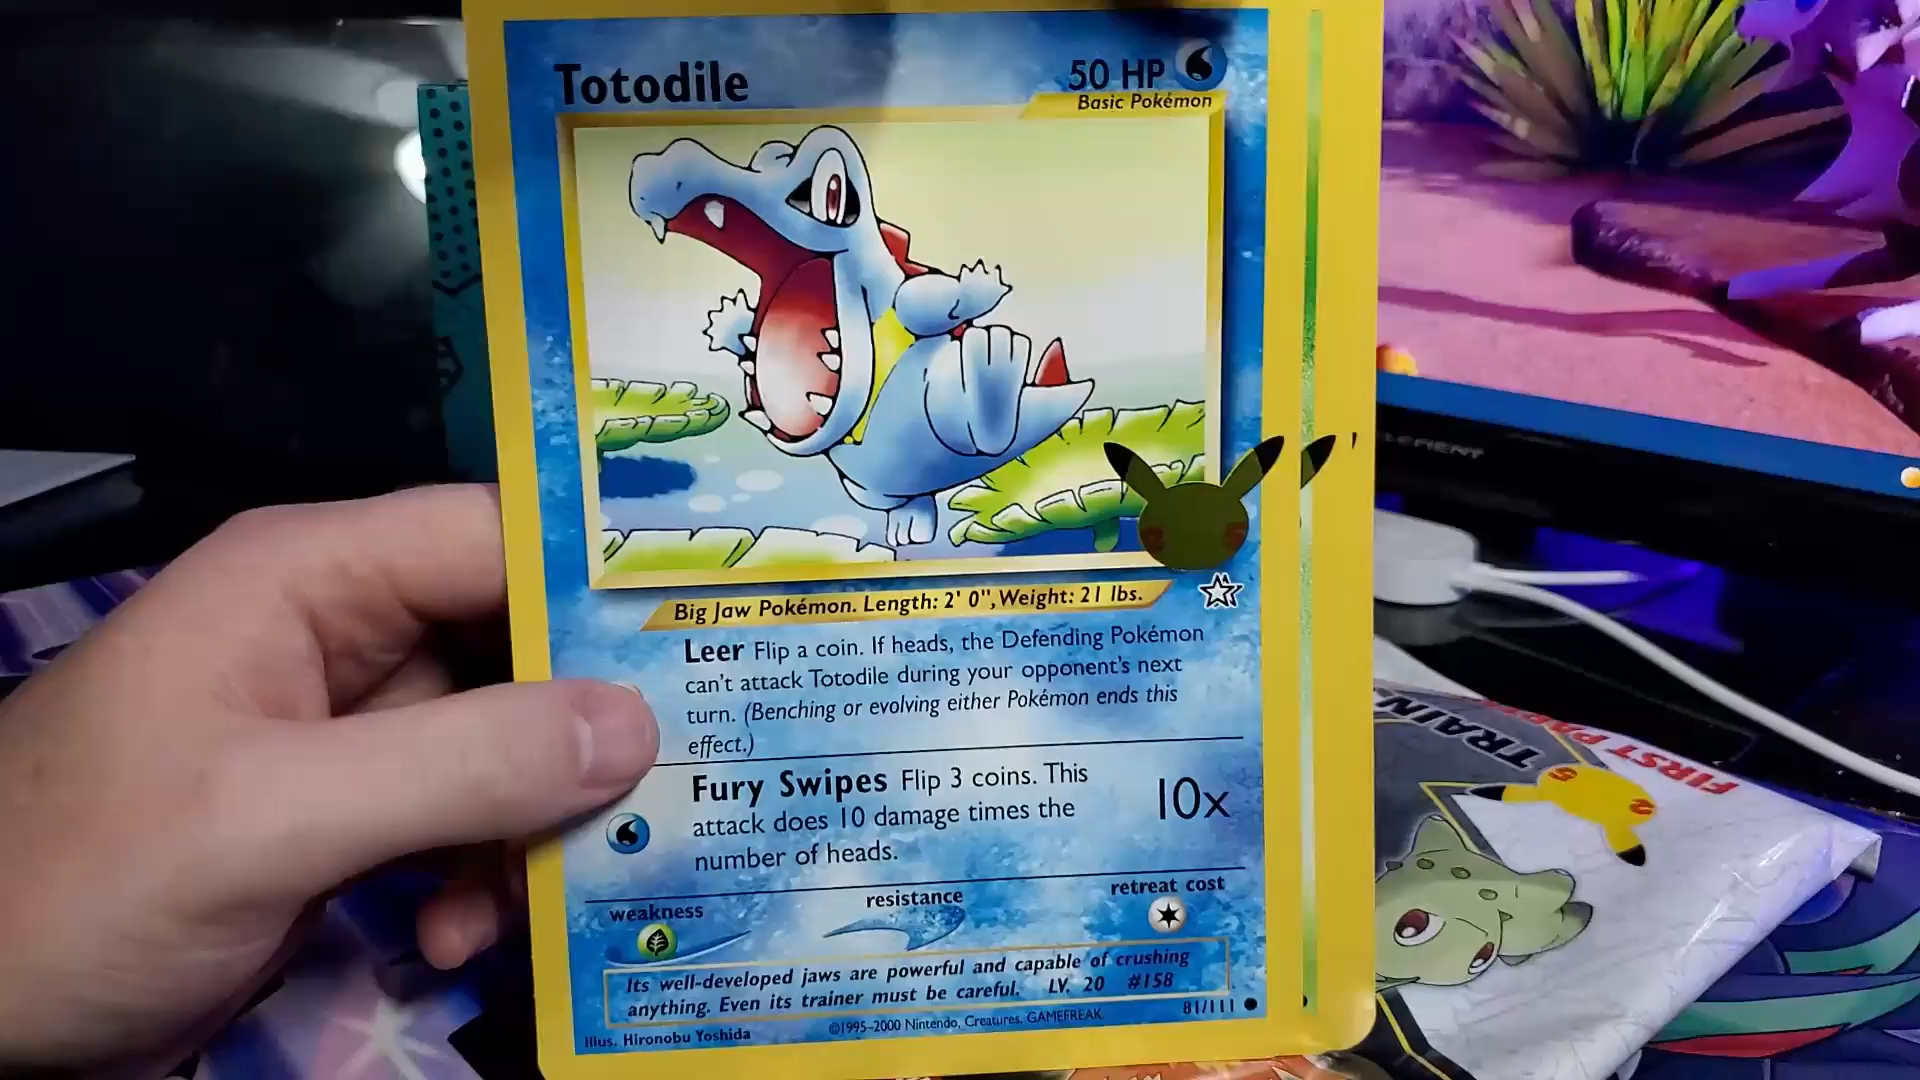 Totodile
50 HP
Basic Pokémon
Big Jaw Pokémon. Length: 2' 0", Weight: 21 lbs.
Leer Flip a coin. If heads, the Defending Pokémon
can't attack Totodile during your opponent's next
turn. (Benching or evolving either Pokémon ends this
effect.)
Fury Swipes Flip 3 coins. This
attack does 10 damage times the
number of heads.
10x
weakness
resistance
retreat cost
Its well-developed jaws are powerful and capable of crushing
anything. Even its trainer must be careful. LV. 20 #158
81/111
Illus. Hironobu Yoshida
©1995-2000 Nintendo, Creatures, GAMEFREAK
FIRST
TRAIN